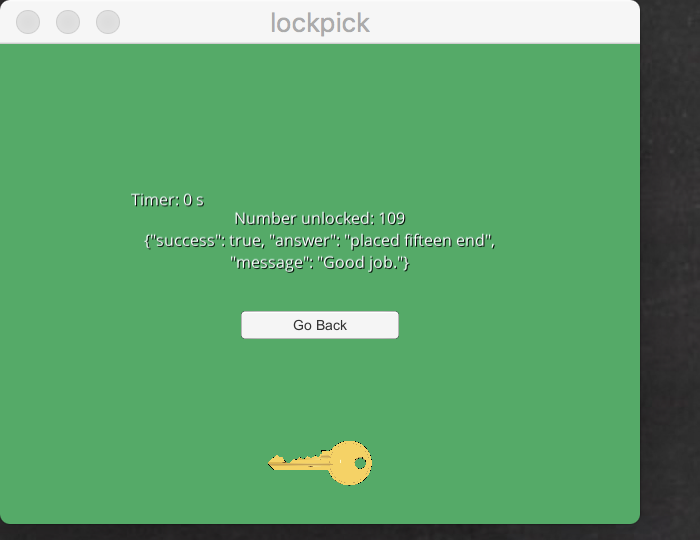 lockpick
Timer: 0 s
Number unlocked: 109
{"success": true, "answer": "placed fifteen end",
"message": "Good job."}
Go Back